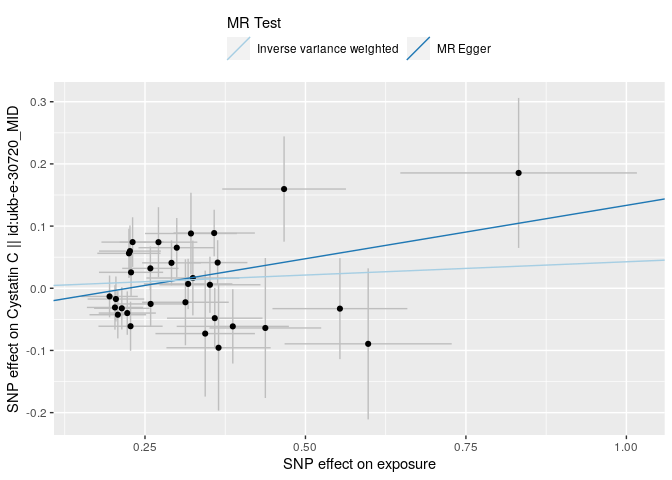 MR Test
Inverse variance weighted MR Egger
SNP effect on Cystatin C || id:ukb-e-30720_MID
0.3
0.2
0.1
0.0
-0.1
-0.2
0.25 0.50 0.75 1.00
SNP effect on exposure